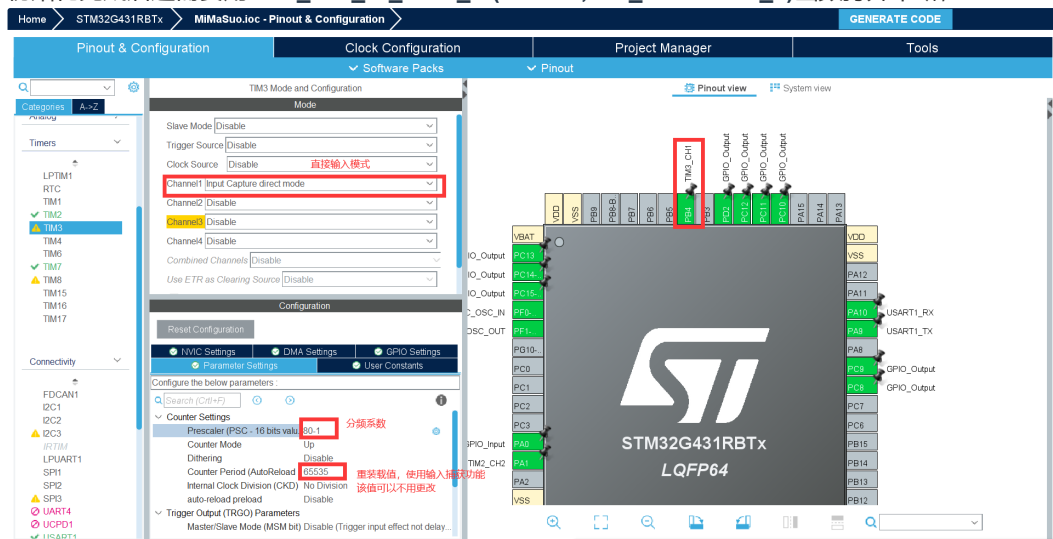 Home
STM32G431RBTx
MiMaSuo.ioc - Pinout & Configuration
GENERATE CODE
Pinout & Configuration
Clock Configuration
Project Manager
Tools
Software Packs
Pinout
TIM3 Mode and Configuration
Mode
Categories A->Z
Analog
Timers
LPTIM1
RTC
TIM1
TIM2
TIM3
TIM4
TIM6
TIM7
TIM8
TIM15
TIM16
TIM17
Connectivity
FDCAN1
I2C1
I2C2
I2C3
IRTIM
LPUART1
SPI1
SPI2
SPI3
UART4
UCPD1
USART1
Slave Mode Disable
Trigger Source Disable
Clock Source Disable
直接输入模式
Channel1 Input Capture direct mode
Channel2 Disable
Channel3 Disable
Channel4 Disable
Combined Channels Disable
Use ETR as Clearing Source Disable
Configuration
Reset Configuration
NVIC Settings
DMA Settings
GPIO Settings
Parameter Settings
User Constants
Configure the below parameters :
Search (Crtl+F)
Counter Settings
Prescaler (PSC - 16 bits valu 80-1
分频系数
Counter Mode Up
Dithering Disable
Counter Period (AutoReload 65535
重装载值，使用输入捕获功能
Internal Clock Division (CKD) No Division
该值可以不用更改
auto-reload preload Disable
Trigger Output (TRGO) Parameters
Master/Slave Mode (MSM bit) Disable (Trigger input effect not delay...
Pinout view
System view
TIM3_CH1
GPIO_Output
GPIO_Output
GPIO_Output
GPIO_Output
VDD
VSS
PB9
PB8-B
PB7
PB6
PB5
PB4
PB3
PD2
PC12
PC11
PC10
PA15
PA14
PA13
VBAT
IO_Output PC13
IO_Output PC14-
IO_Output PC15-
C_OSC_IN PF0-
OSC_OUT PF1-
PG10-..
PC0
PC1
PC2
PC3
PIO_Input PA0
TIM2_CH2 PA1
PA2
VSS
VDD
VSS
PA12
PA11
PA10 USART1_RX
PA9 USART1_TX
PA8
PC9 GPIO_Output
PC8 GPIO_Output
PC7
PC6
PB15
PB14
PB13
PB12
STM32G431RBTx
LQFP64